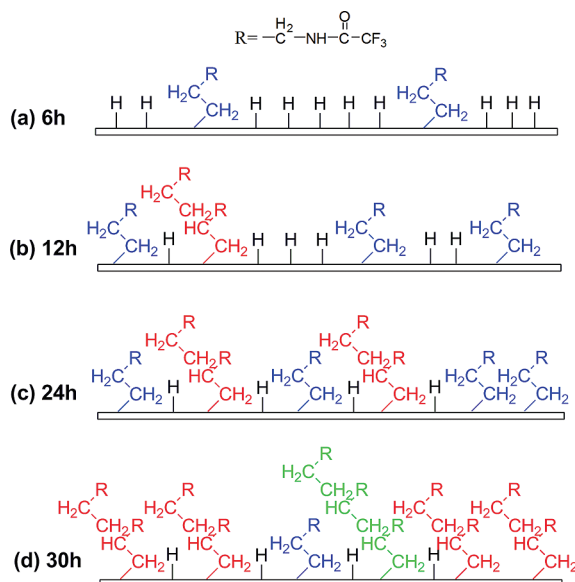 H₂ O
R= C NH C CF₃
R R
H₂C H₂C
(a) 6h H H CH₂ H H H H H CH₂ H H H
R
H₂C
R CH₂R R R
H₂C HC H₂C H₂C
(b) 12h CH₂ H CH₂ H H H CH₂ H H CH₂
R R
H₂C H₂C
R CH₂R R CH₂R R R
H₂C HC H₂C HC H₂C H₂C
(c) 24h CH₂ H CH₂ H CH₂ H CH₂ H CH₂ CH₂
R
H₂C
R R CH₂R R R
H₂C H₂C HC H₂C H₂C
CH₂R CH₂R R CH₂R CH₂R CH₂R
HC HC H₂C HC HC HC
(d) 30h CH₂ H CH₂ H CH₂ H CH₂ H CH₂ CH₂